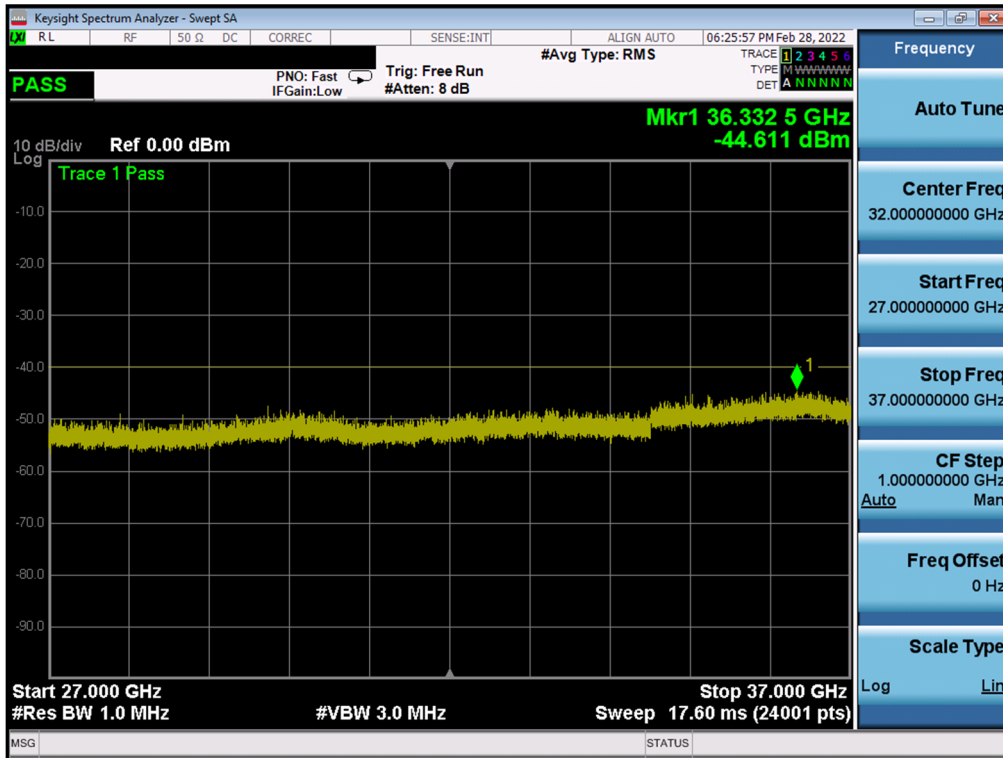 Keysight Spectrum Analyzer - Swept SA
LXI RL RF 50 Ω DC CORREC SENSE:INT ALIGN AUTO 06:25:57 PM Feb 28, 2022
PASS
PNO: Fast
IFGain:Low
Trig: Free Run
#Atten: 8 dB
#Avg Type: RMS
TRACE 1 2 3 4 5 6
TYPE M WWWWW
DET A N N N N N
Mkr1 36.332 5 GHz
-44.611 dBm
10 dB/div Ref 0.00 dBm
Log
Trace 1 Pass
-10.0
-20.0
-30.0
-40.0
1
-50.0
-60.0
-70.0
-80.0
-90.0
Start 27.000 GHz Stop 37.000 GHz
#Res BW 1.0 MHz #VBW 3.0 MHz Sweep 17.60 ms (24001 pts)
MSG STATUS
Frequency
Auto Tune
Center Freq
32.000000000 GHz
Start Freq
27.000000000 GHz
Stop Freq
37.000000000 GHz
CF Step
1.000000000 GHz
Auto Man
Freq Offset
0 Hz
Scale Type
Log Lin